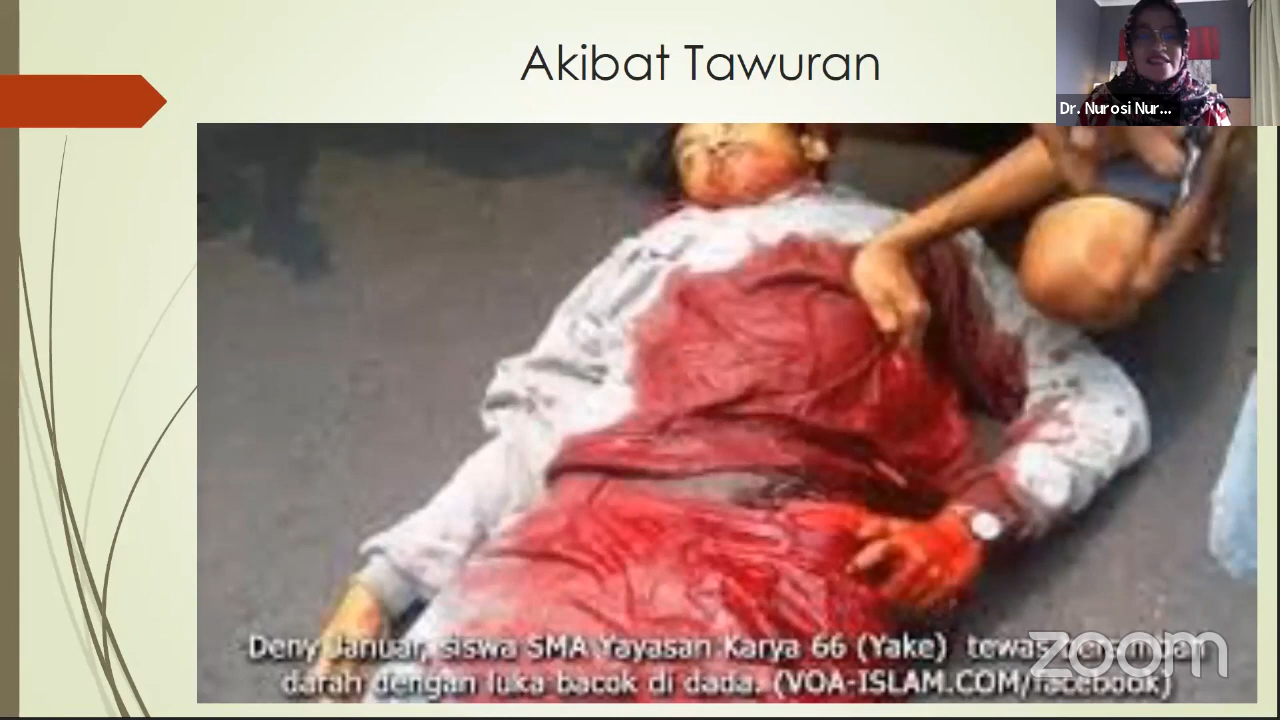 Akibat Tawuran
Dr. Nurosi Nur...
Deny Januar, siswa SMA Yayasan Karya 66 (Yake) tewas
darah dengan luka bacok di dada. (VOA-ISLAM.COM/facebook)
zoom